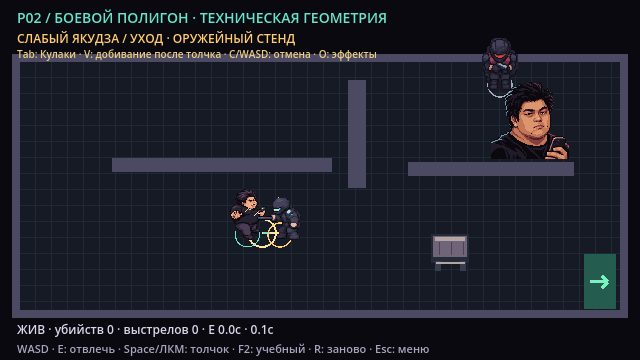 P02 / БОЕВОЙ ПОЛИГОН · ТЕХНИЧЕСКАЯ ГЕОМЕТРИЯ
СЛАБЫЙ ЯКУДЗА / УХОД · ОРУЖЕЙНЫЙ СТЕНД
Tab: Кулаки · V: добивание после толчка · C/WASD: отмена · O: эффекты
ЖИВ · убийств 0 · выстрелов 0 · E 0.0с · 0.1с
WASD · E: отвлечь · Space/ЛКМ: толчок · F2: учебный · R: заново · Esc: меню